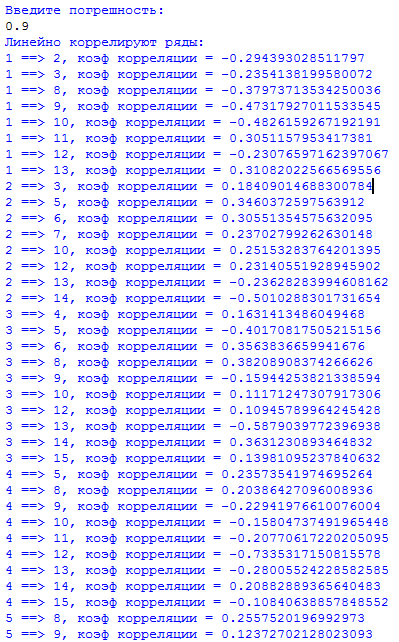 Введите погрешность:
0.9
Линейно коррелируют ряды:
1 ==> 2, коэф корреляции = -0.294393028511797
1 ==> 3, коэф корреляции = -0.2354138199580072
1 ==> 8, коэф корреляции = -0.37973713534250036
1 ==> 9, коэф корреляции = -0.47317927011533545
1 ==> 10, коэф корреляции = -0.4826159267192191
1 ==> 11, коэф корреляции = 0.3051157953417381
1 ==> 12, коэф корреляции = -0.23076597162397067
1 ==> 13, коэф корреляции = 0.31082022566569556
2 ==> 3, коэф корреляции = 0.18409014688300784
2 ==> 5, коэф корреляции = 0.3460372597563912
2 ==> 6, коэф корреляции = 0.30551354575632095
2 ==> 7, коэф корреляции = 0.23702799262630148
2 ==> 10, коэф корреляции = 0.25153283764201395
2 ==> 12, коэф корреляции = 0.23140551928945902
2 ==> 13, коэф корреляции = -0.23628283994608162
2 ==> 14, коэф корреляции = -0.5010288301731654
3 ==> 4, коэф корреляции = 0.1631413486049468
3 ==> 5, коэф корреляции = -0.40170817505215156
3 ==> 6, коэф корреляции = 0.3563836659941676
3 ==> 8, коэф корреляции = 0.38208908374266626
3 ==> 9, коэф корреляции = -0.15944253821338594
3 ==> 10, коэф корреляции = 0.11171247307917306
3 ==> 12, коэф корреляции = 0.10945789964245428
3 ==> 13, коэф корреляции = -0.5879039772396938
3 ==> 14, коэф корреляции = 0.3631230893464832
3 ==> 15, коэф корреляции = 0.13981095237840632
4 ==> 5, коэф корреляции = 0.23573541974695264
4 ==> 8, коэф корреляции = 0.20386427096008936
4 ==> 9, коэф корреляции = -0.22941976610076004
4 ==> 10, коэф корреляции = -0.15804737491965448
4 ==> 11, коэф корреляции = -0.20770617220205095
4 ==> 12, коэф корреляции = -0.7335317150815578
4 ==> 13, коэф корреляции = -0.28005524228582585
4 ==> 14, коэф корреляции = 0.20882889365640483
4 ==> 15, коэф корреляции = -0.10840638857848552
5 ==> 8, коэф корреляции = 0.2557520196992973
5 ==> 9, коэф корреляции = 0.12372702128023093